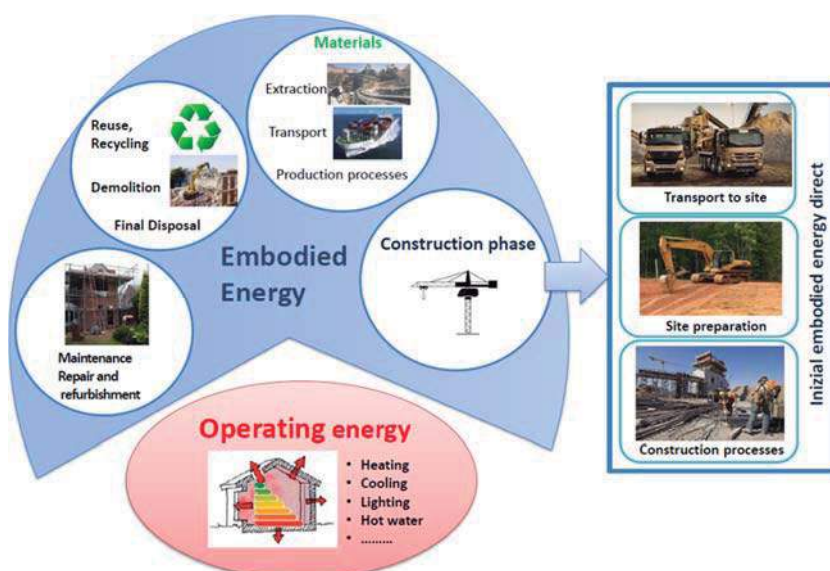 Materials
Extraction
Transport
Production processes
Reuse,
Recycling
Demolition
Final Disposal
Embodied
Energy
Construction phase
Maintenance
Repair and
refurbishment
Operating energy
• Heating
• Cooling
• Lighting
• Hot water
• .........
Transport to site
Site preparation
Construction processes
Inizial embodied energy direct